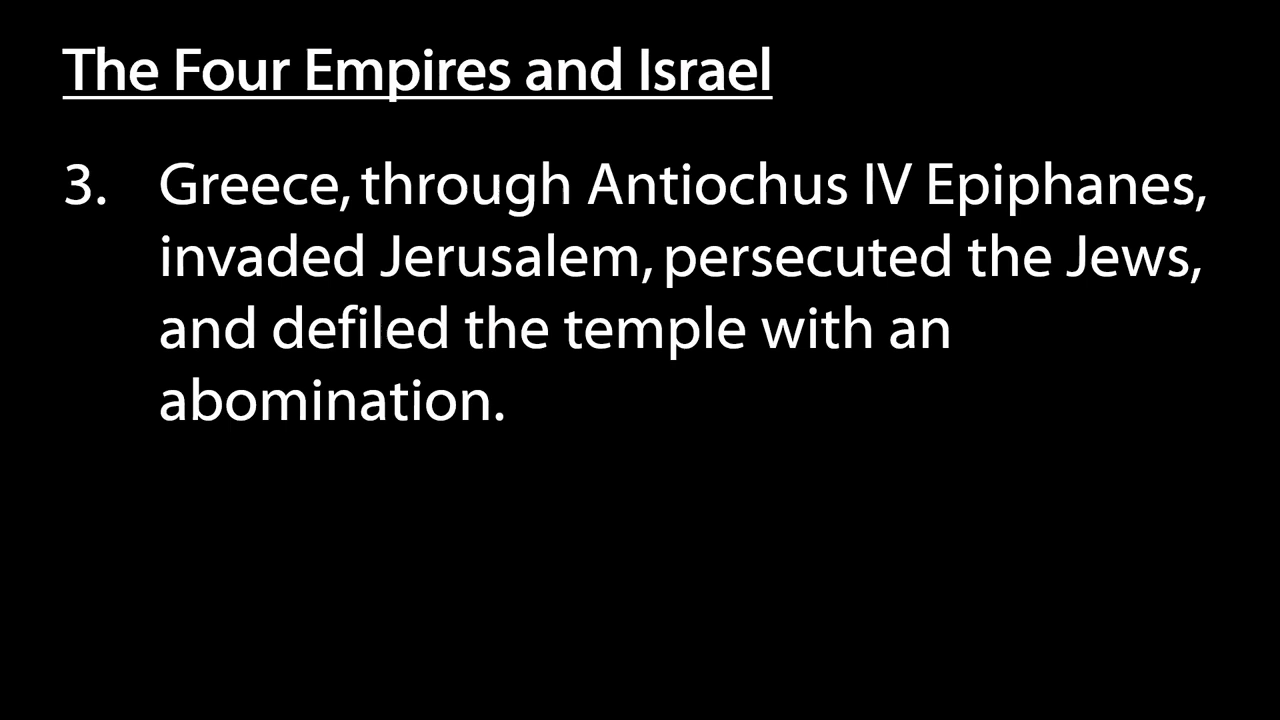 The Four Empires and Israel
3. Greece, through Antiochus IV Epiphanes,
invaded Jerusalem, persecuted the Jews,
and defiled the temple with an
abomination.